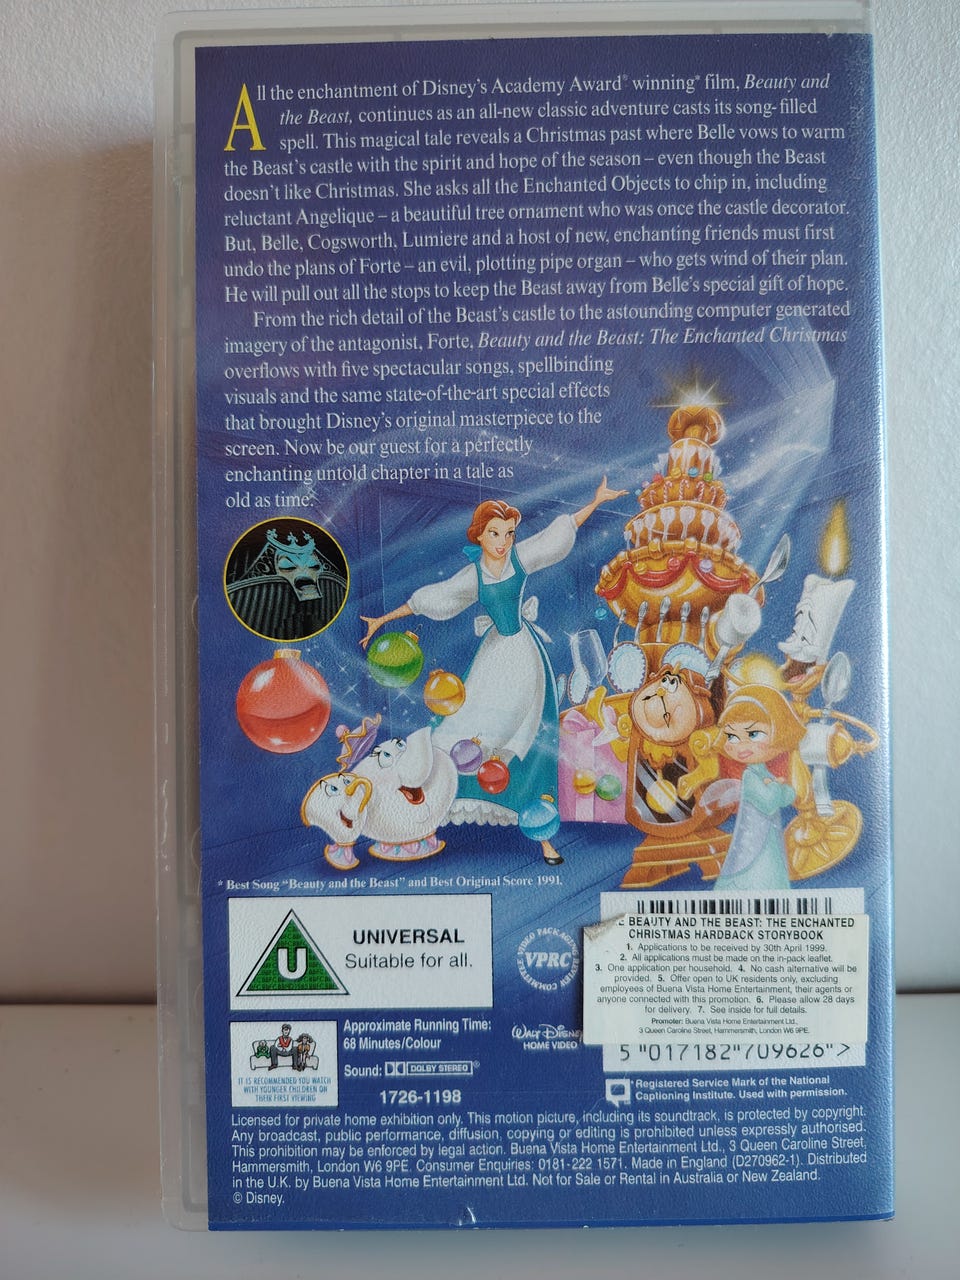 All the enchantment of Disney's Academy Award® winning* film, Beauty and
the Beast, continues as an all-new classic adventure casts its song-filled
spell. This magical tale reveals a Christmas past where Belle vows to warm
the Beast's castle with the spirit and hope of the season – even though the Beast
doesn't like Christmas. She asks all the Enchanted Objects to chip in, including
reluctant Angelique – a beautiful tree ornament who was once the castle decorator.
But, Belle, Cogsworth, Lumiere and a host of new, enchanting friends must first
undo the plans of Forte – an evil, plotting pipe organ – who gets wind of their plan.
He will pull out all the stops to keep the Beast away from Belle's special gift of hope.
From the rich detail of the Beast's castle to the astounding computer generated
imagery of the antagonist, Forte, Beauty and the Beast: The Enchanted Christmas
overflows with five spectacular songs, spellbinding
visuals and the same state-of-the-art special effects
that brought Disney's original masterpiece to the
screen. Now be our guest for a perfectly
enchanting untold chapter in a tale as
old as time.
* Best Song "Beauty and the Beast" and Best Original Score 1991.
U
UNIVERSAL
Suitable for all.
VIDEO PACKAGING REVIEW COMMITTEE
VPRC
E BEAUTY AND THE BEAST: THE ENCHANTED
CHRISTMAS HARDBACK STORYBOOK
1. Applications to be received by 30th April 1999.
2. All applications must be made on the in-pack leaflet.
3. One application per household. 4. No cash alternative will be
provided. 5. Offer open to UK residents only, excluding
employees of Buena Vista Home Entertainment, their agents or
anyone connected with this promotion. 6. Please allow 28 days
for delivery. 7. See inside for full details.
Promoter: Buena Vista Home Entertainment Ltd.,
3 Queen Caroline Street, Hammersmith, London W6 9PE.
5 "017182"709626" >
IT IS RECOMMENDED YOU WATCH
WITH YOUNGER CHILDREN ON
THEIR FIRST VIEWING
Approximate Running Time:
68 Minutes/Colour
Sound: DOLBY STEREO®
1726-1198
WALT DISNEY
HOME VIDEO
* Registered Service Mark of the National
Captioning Institute. Used with permission.
Licensed for private home exhibition only. This motion picture, including its soundtrack, is protected by copyright.
Any broadcast, public performance, diffusion, copying or editing is prohibited unless expressly authorised.
This prohibition may be enforced by legal action. Buena Vista Home Entertainment Ltd., 3 Queen Caroline Street,
Hammersmith, London W6 9PE. Consumer Enquiries: 0181-222 1571. Made in England (D270962-1). Distributed
in the U.K. by Buena Vista Home Entertainment Ltd. Not for Sale or Rental in Australia or New Zealand.
© Disney.